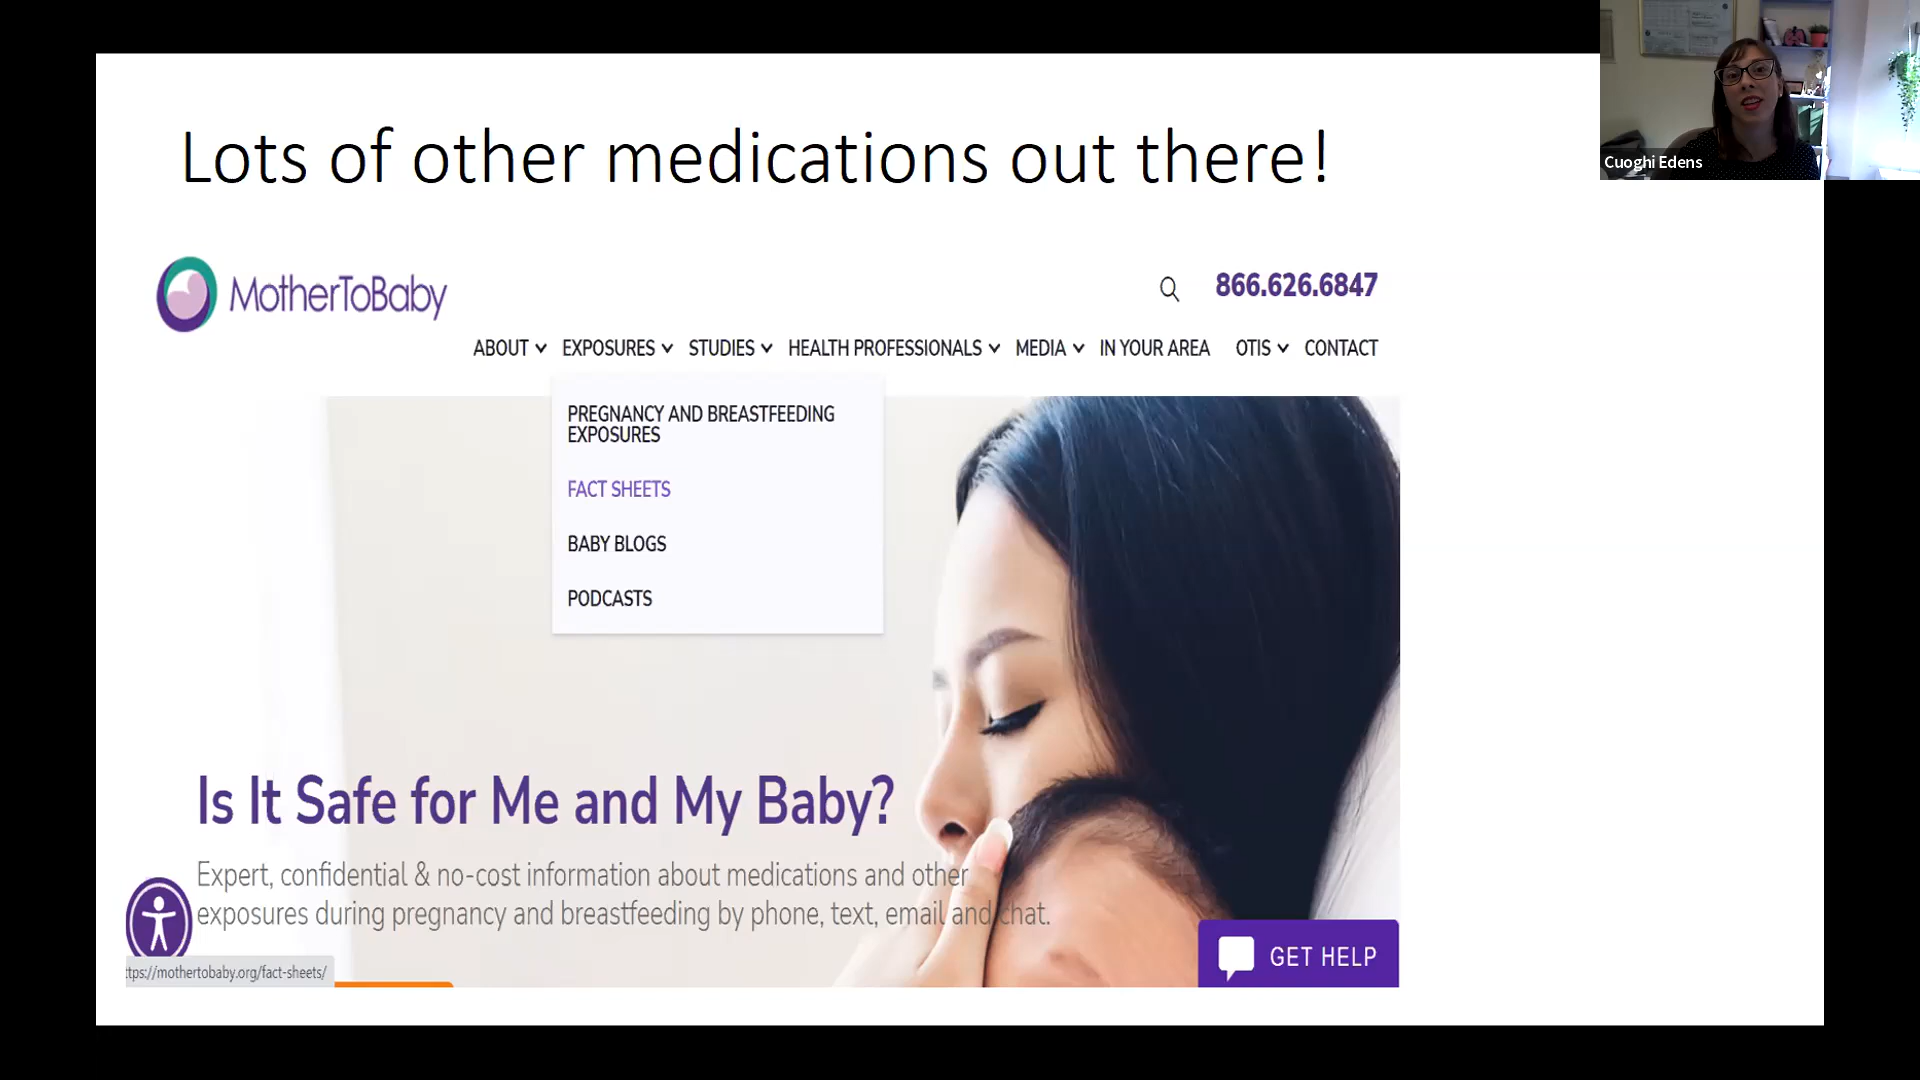 Lots of other medications out there!
Cuoghi Edens
MotherToBaby
866.626.6847
ABOUT EXPOSURES STUDIES HEALTH PROFESSIONALS MEDIA IN YOUR AREA OTIS CONTACT
PREGNANCY AND BREASTFEEDING
EXPOSURES
FACT SHEETS
BABY BLOGS
PODCASTS
Is It Safe for Me and My Baby?
Expert, confidential & no-cost information about medications and other
exposures during pregnancy and breastfeeding by phone, text, email and chat.
ttps://mothertobaby.org/fact-sheets/
GET HELP